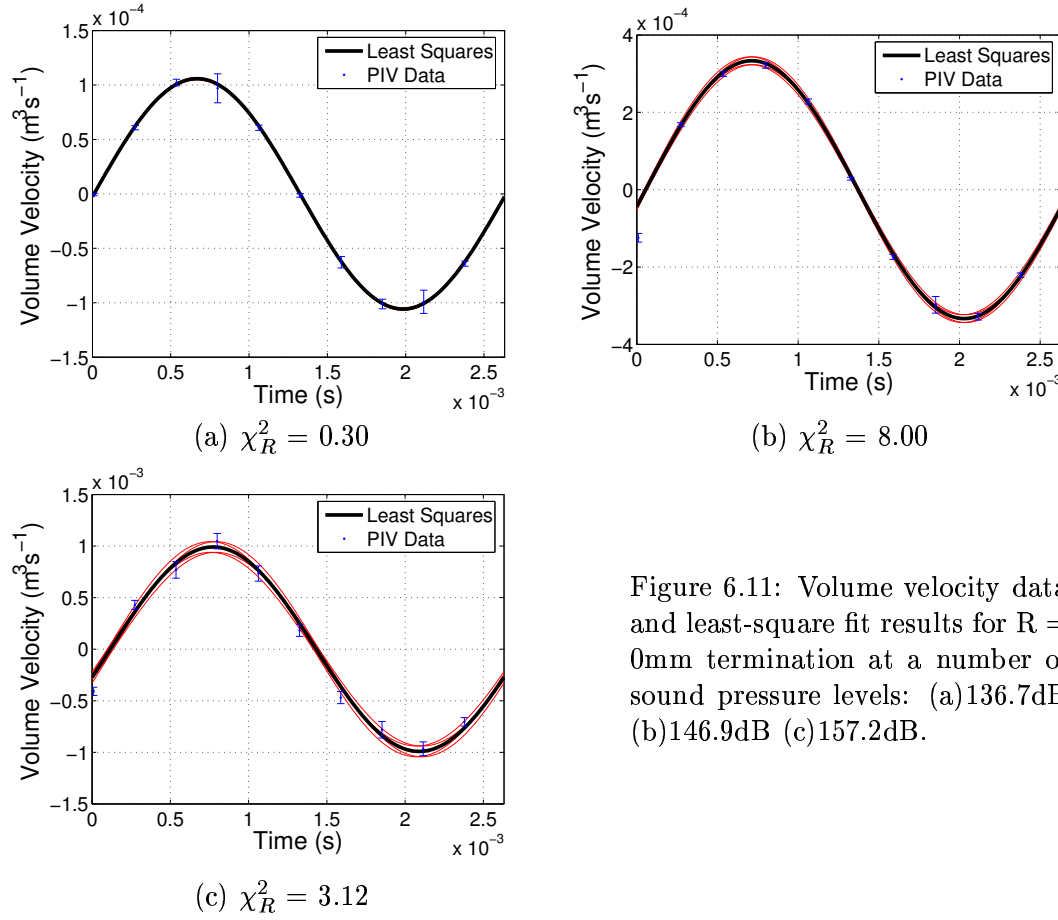 x 10⁻⁴
Volume Velocity (m³s⁻¹)
1.5
1
0.5
0
−0.5
−1
−1.5
Least Squares
PIV Data
0 0.5 1 1.5 2 2.5
Time (s)
x 10⁻³
(a) χ²_R = 0.30
x 10⁻⁴
Volume Velocity (m³s⁻¹)
4
2
0
−2
−4
Least Squares
PIV Data
0 0.5 1 1.5 2 2.5
Time (s)
x 10⁻³
(b) χ²_R = 8.00
x 10⁻³
Volume Velocity (m³s⁻¹)
1.5
1
0.5
0
−0.5
−1
−1.5
Least Squares
PIV Data
0 0.5 1 1.5 2 2.5
Time (s)
x 10⁻³
(c) χ²_R = 3.12
Figure 6.11: Volume velocity data
and least-square fit results for R =
0mm termination at a number o
sound pressure levels: (a)136.7dB
(b)146.9dB (c)157.2dB.